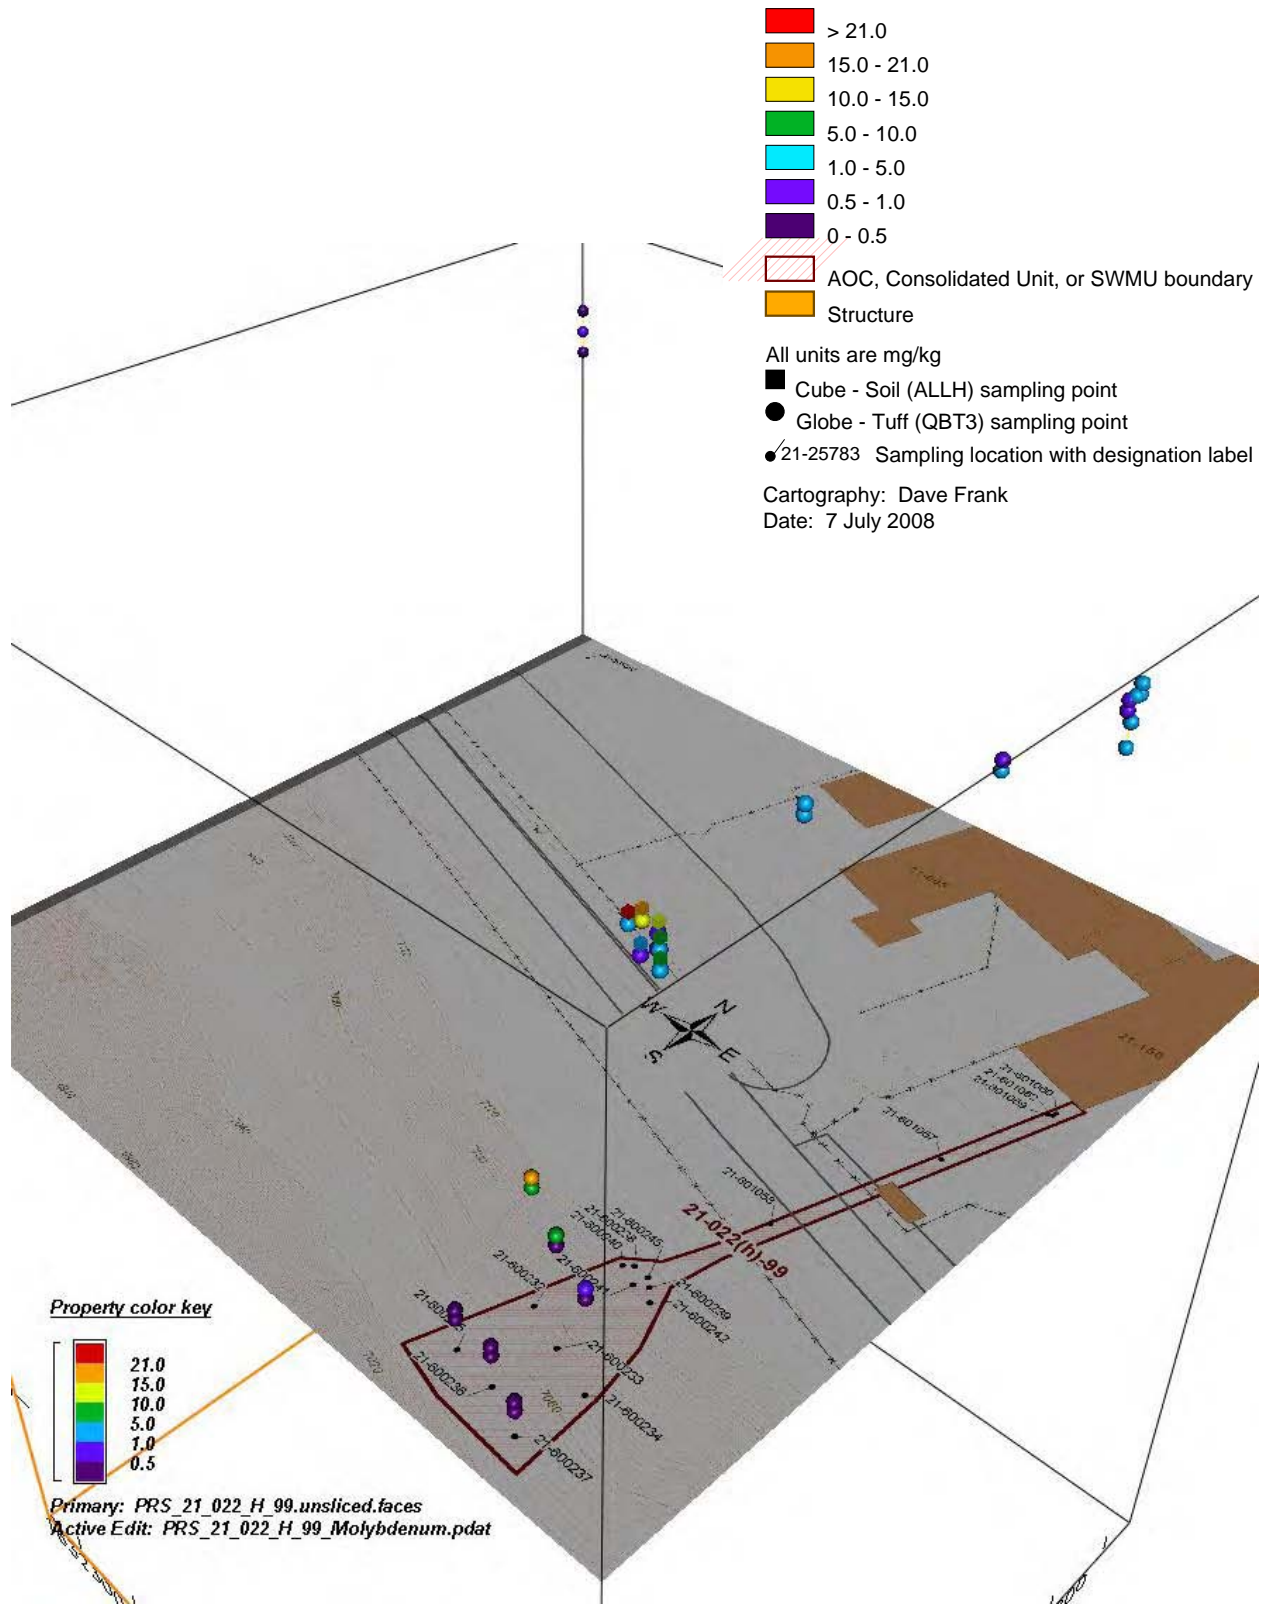 > 21.0
15.0 - 21.0
10.0 - 15.0
5.0 - 10.0
1.0 - 5.0
0.5 - 1.0
0 - 0.5
AOC, Consolidated Unit, or SWMU boundary
Structure
All units are mg/kg
Cube - Soil (ALLH) sampling point
Globe - Tuff (QBT3) sampling point
21-25783 Sampling location with designation label
Cartography: Dave Frank
Date: 7 July 2008
W
N
S
E
21-601067
21-601058
21-022(h)-99
21-600245
21-600238
21-600240
21-600241
21-600232
21-600239
21-600242
21-600233
21-600236
21-600234
21-600237
7060
7020
Property color key
21.0
15.0
10.0
5.0
1.0
0.5
Primary: PRS_21_022_H_99.unsliced.faces
Active Edit: PRS_21_022_H_99_Molybdenum.pdat